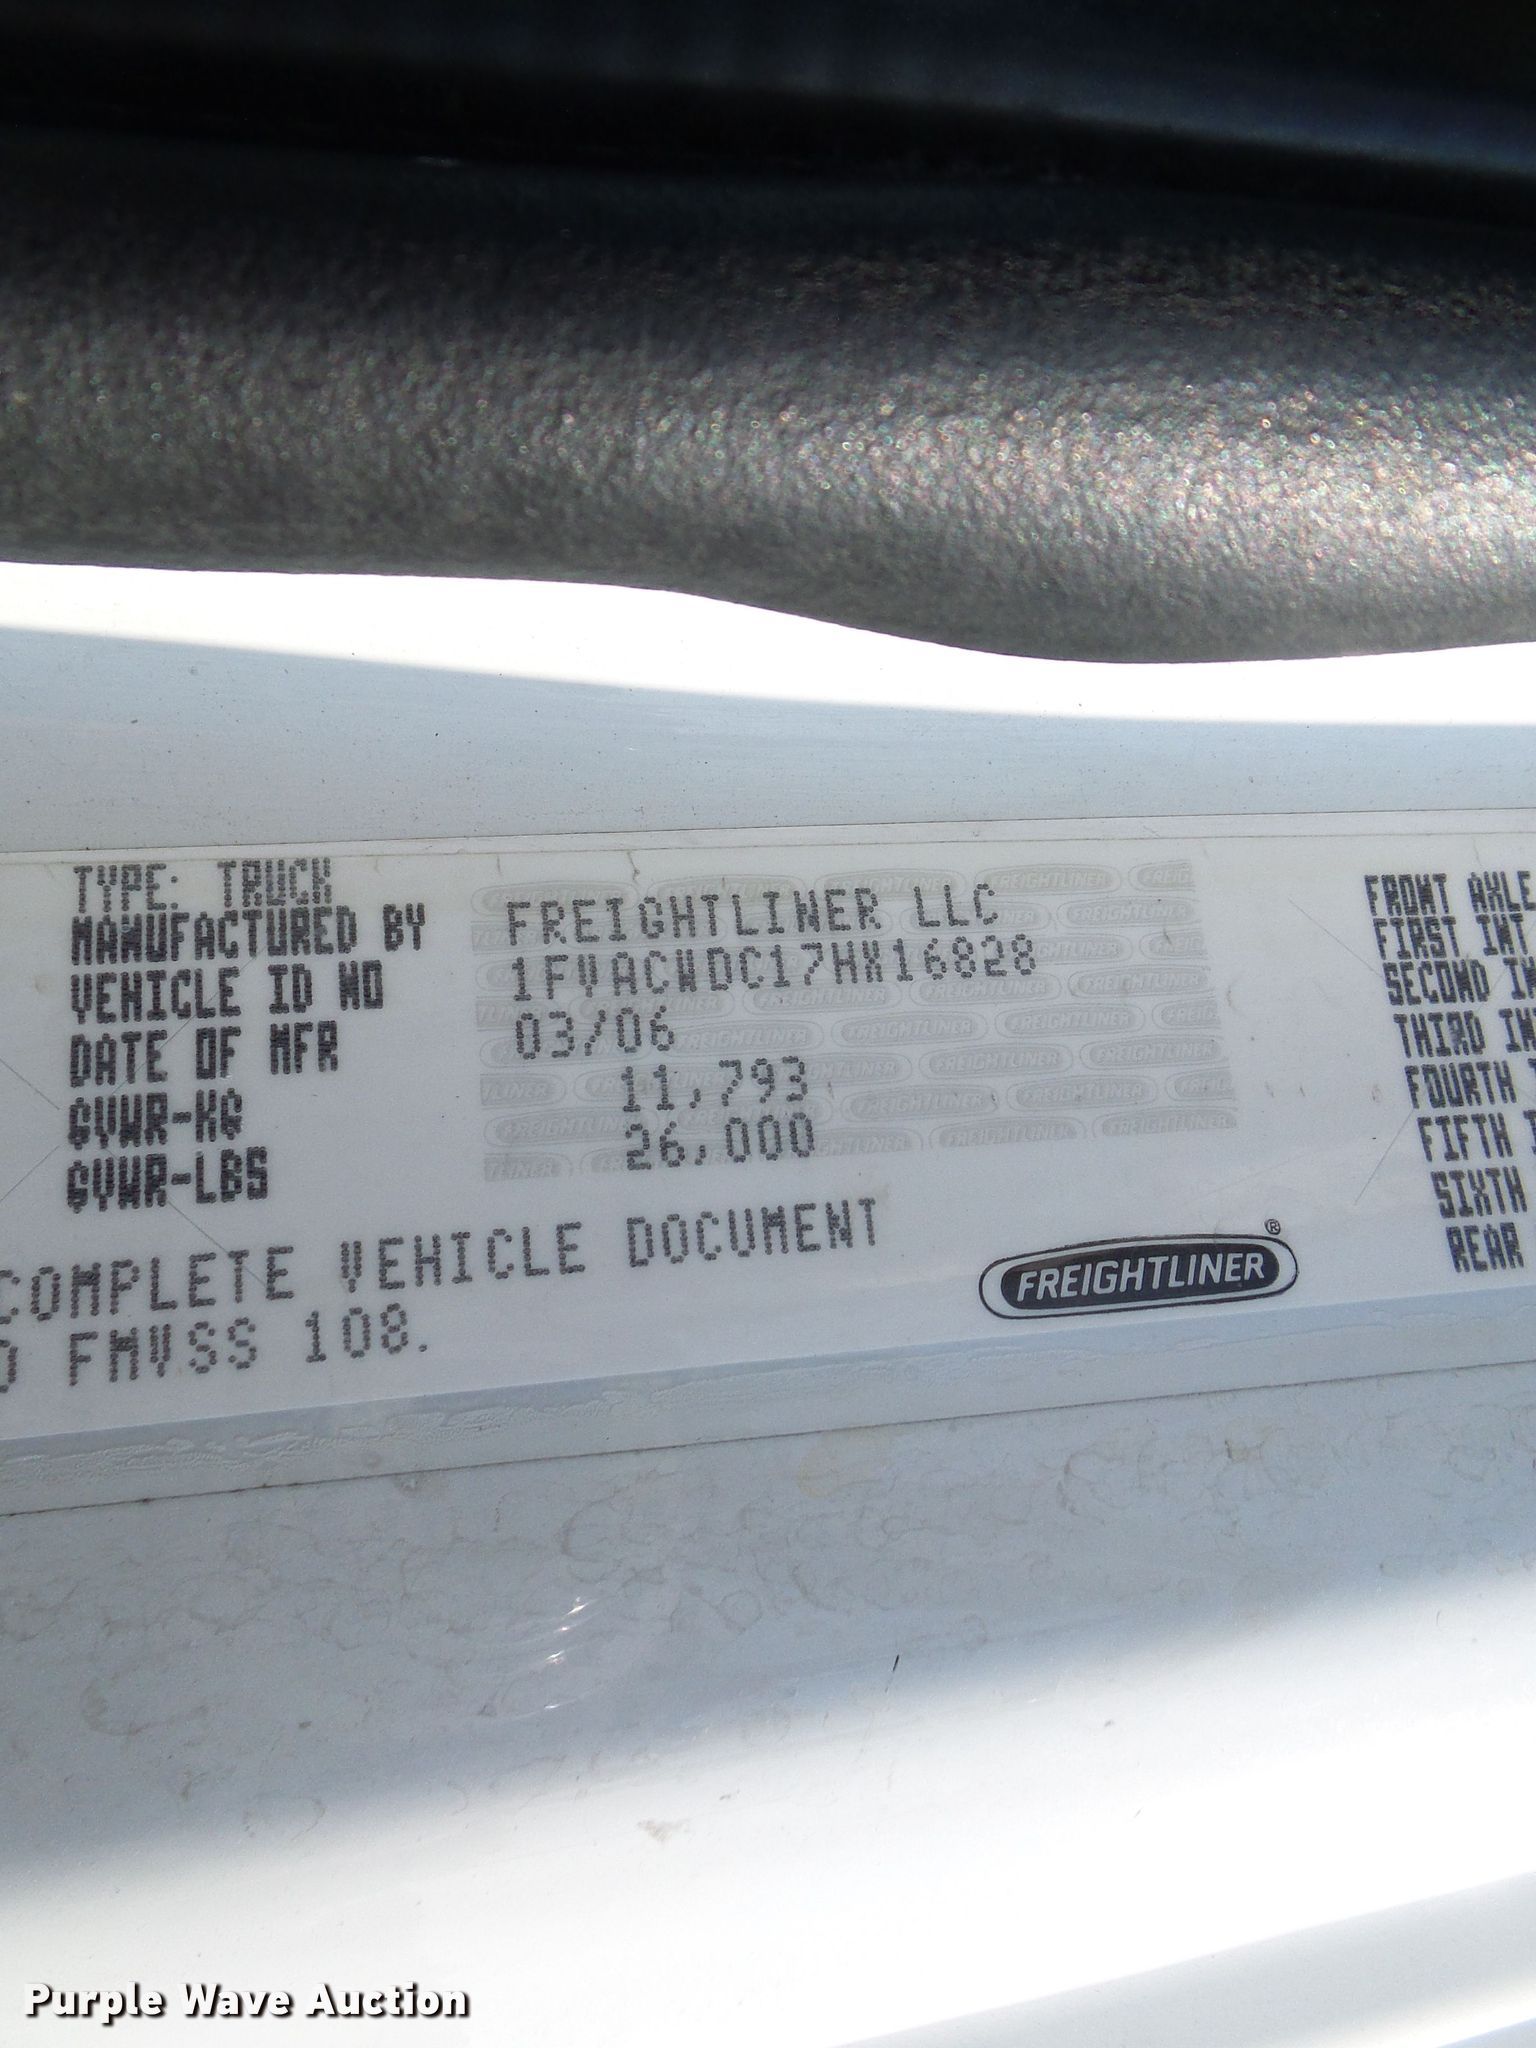 TYPE: TRUCK
MANUFACTURED BY FREIGHTLINER LLC
VEHICLE ID NO 1FVACWDC17HX16828
DATE OF MFR 03/06
GVWR-KG 11,793
GVWR-LBS 26,000
COMPLETE VEHICLE DOCUMENT
FMVSS 108.
FREIGHTLINER®
FRONT AXLE
FIRST INT
SECOND IN
THIRD IN
FOURTH
FIFTH
SIXTH
REAR
Purple Wave Auction